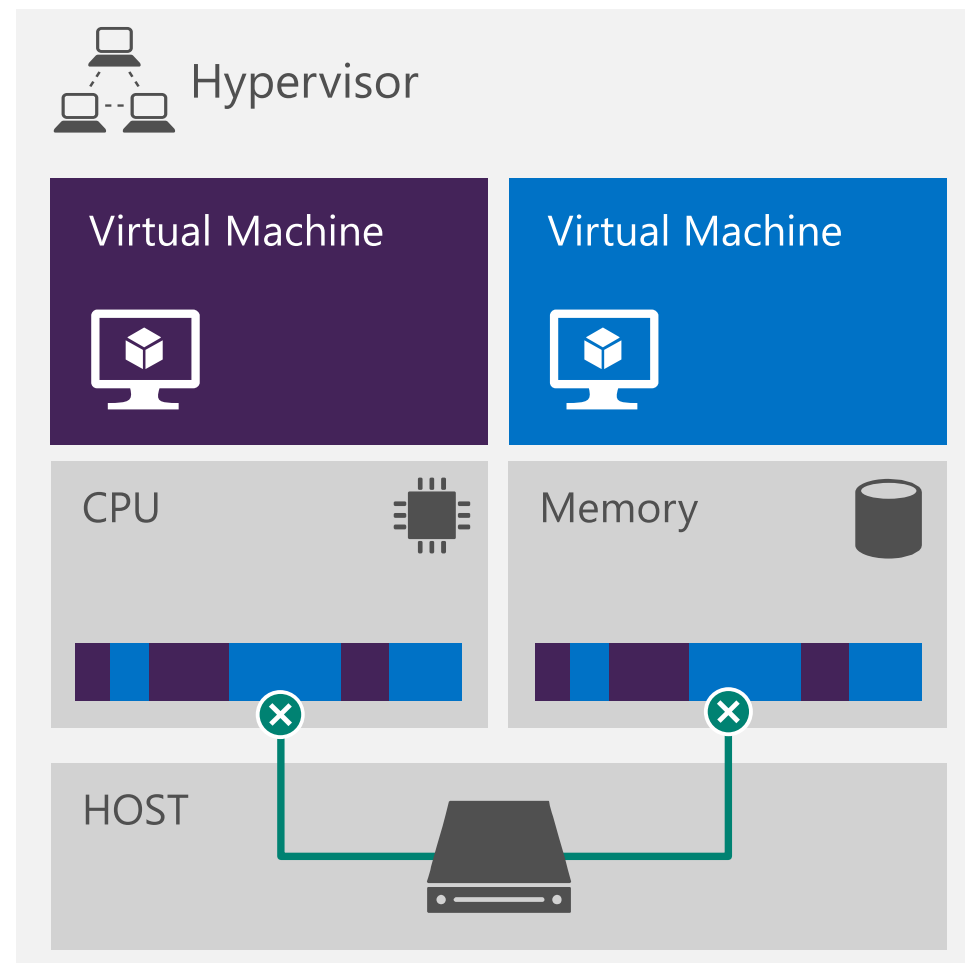 Hypervisor
Virtual Machine
Virtual Machine
CPU
Memory
HOST